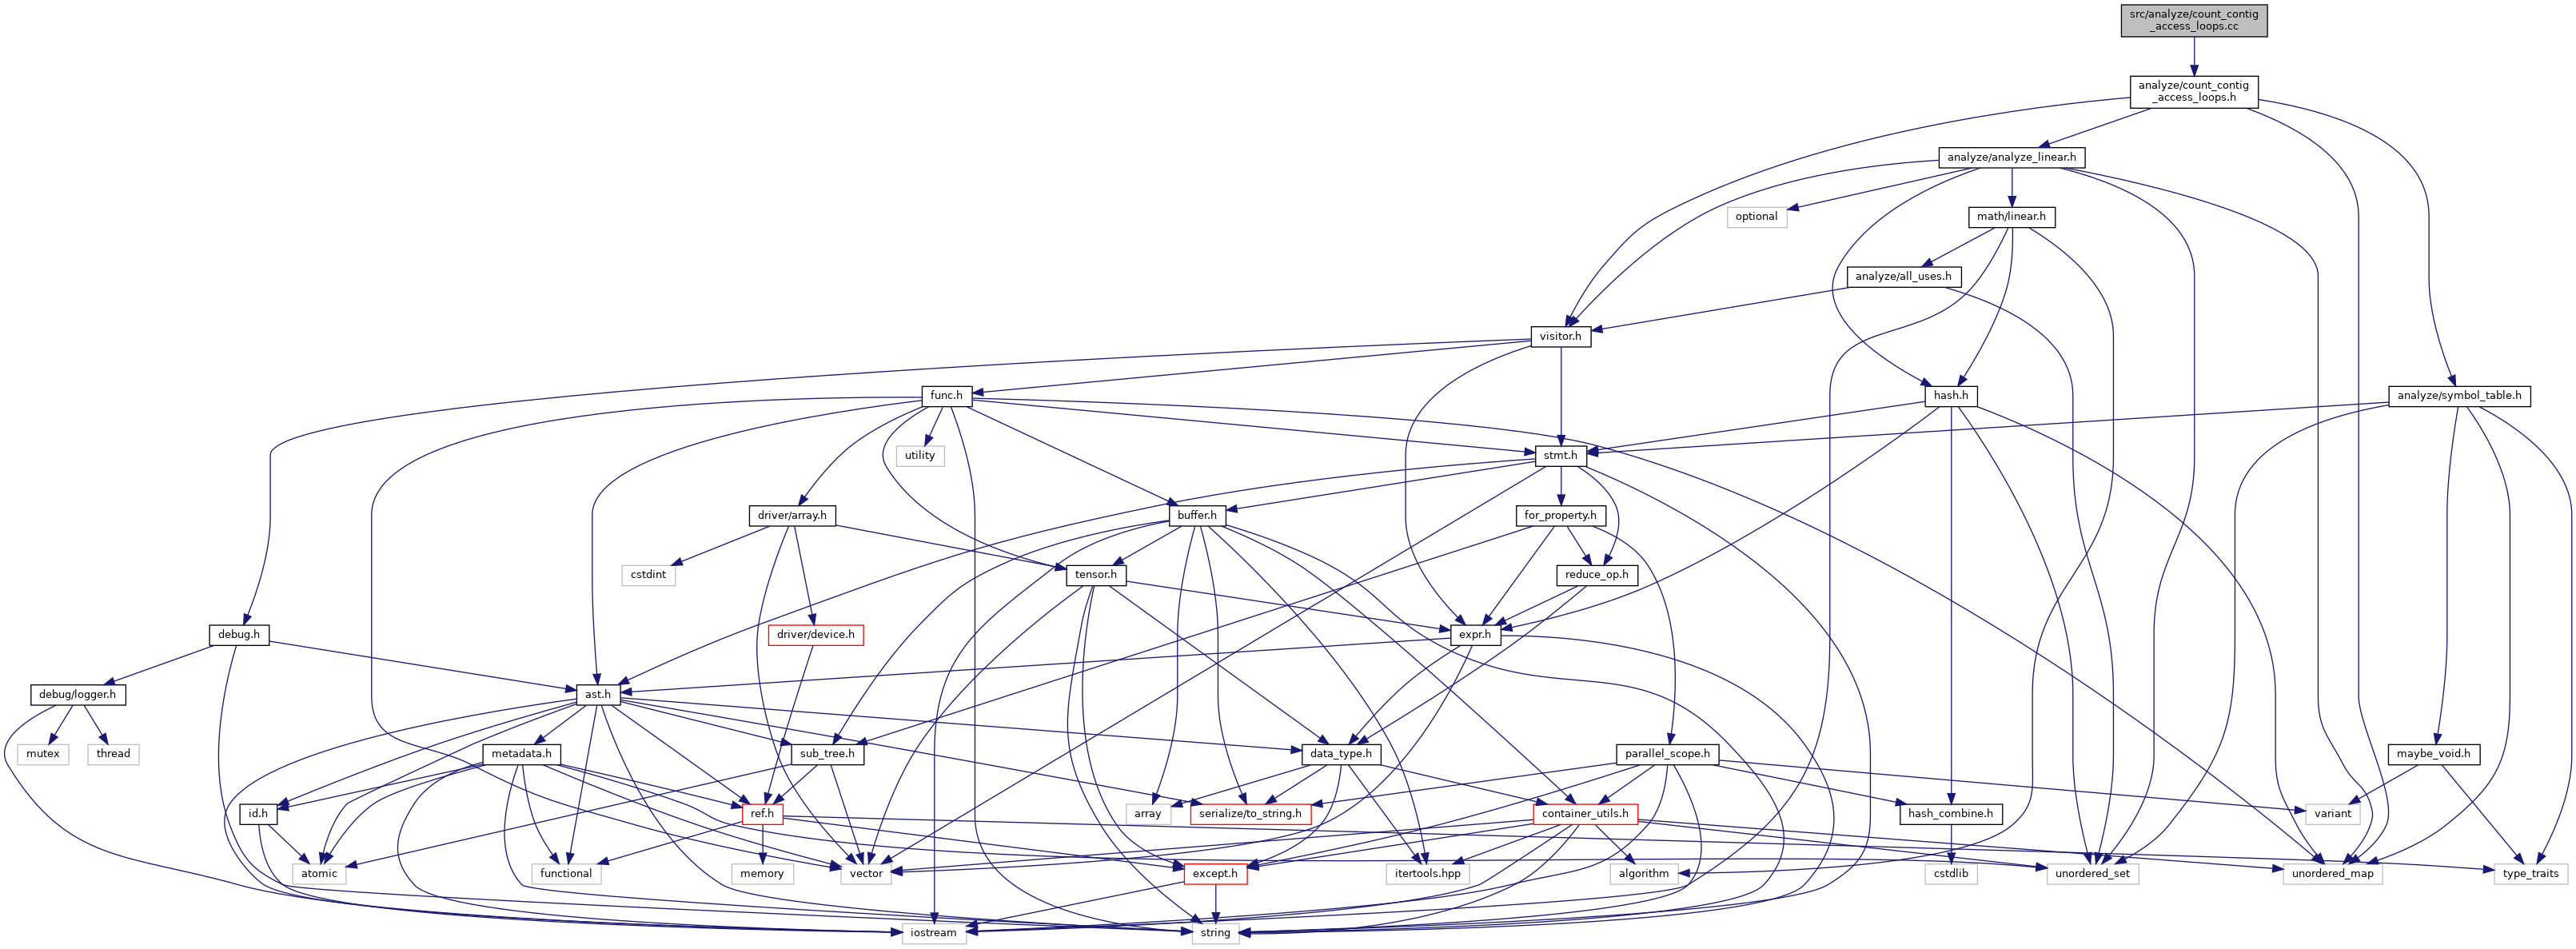 src/analyze/count_contig
_access_loops.cc
analyze/count_contig
_access_loops.h
analyze/analyze_linear.h
optional
math/linear.h
analyze/all_uses.h
visitor.h
func.h
hash.h
analyze/symbol_table.h
utility
stmt.h
driver/array.h
buffer.h
for_property.h
cstdint
tensor.h
reduce_op.h
debug.h
driver/device.h
expr.h
debug/logger.h
ast.h
mutex
thread
metadata.h
sub_tree.h
data_type.h
parallel_scope.h
maybe_void.h
id.h
ref.h
array
serialize/to_string.h
container_utils.h
hash_combine.h
variant
atomic
functional
memory
vector
except.h
itertools.hpp
algorithm
cstdlib
unordered_set
unordered_map
type_traits
iostream
string